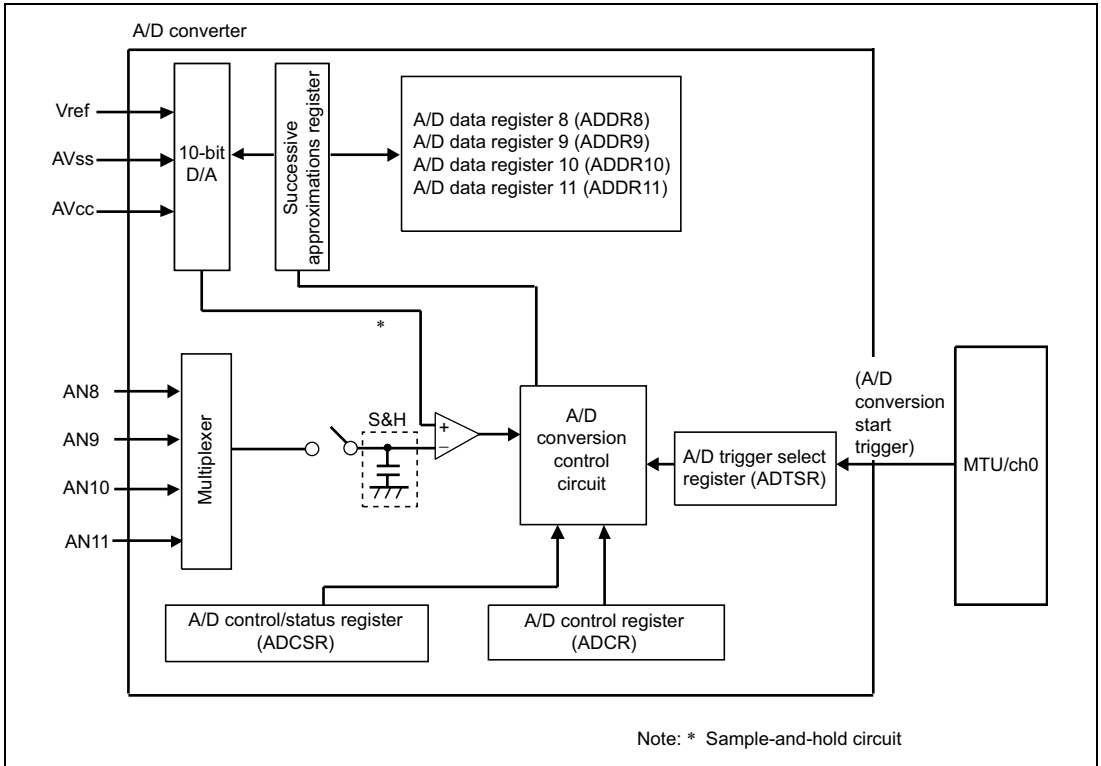 A/D converter
Vref
AVss
AVcc
10-bit
D/A
Successive
approximations register
A/D data register 8 (ADDR8)
A/D data register 9 (ADDR9)
A/D data register 10 (ADDR10)
A/D data register 11 (ADDR11)
*
AN8
AN9
AN10
AN11
Multiplexer
S&H
+
−
A/D
conversion
control
circuit
A/D trigger select
register (ADTSR)
(A/D
conversion
start
trigger)
MTU/ch0
A/D control/status register
(ADCSR)
A/D control register
(ADCR)
Note: * Sample-and-hold circuit